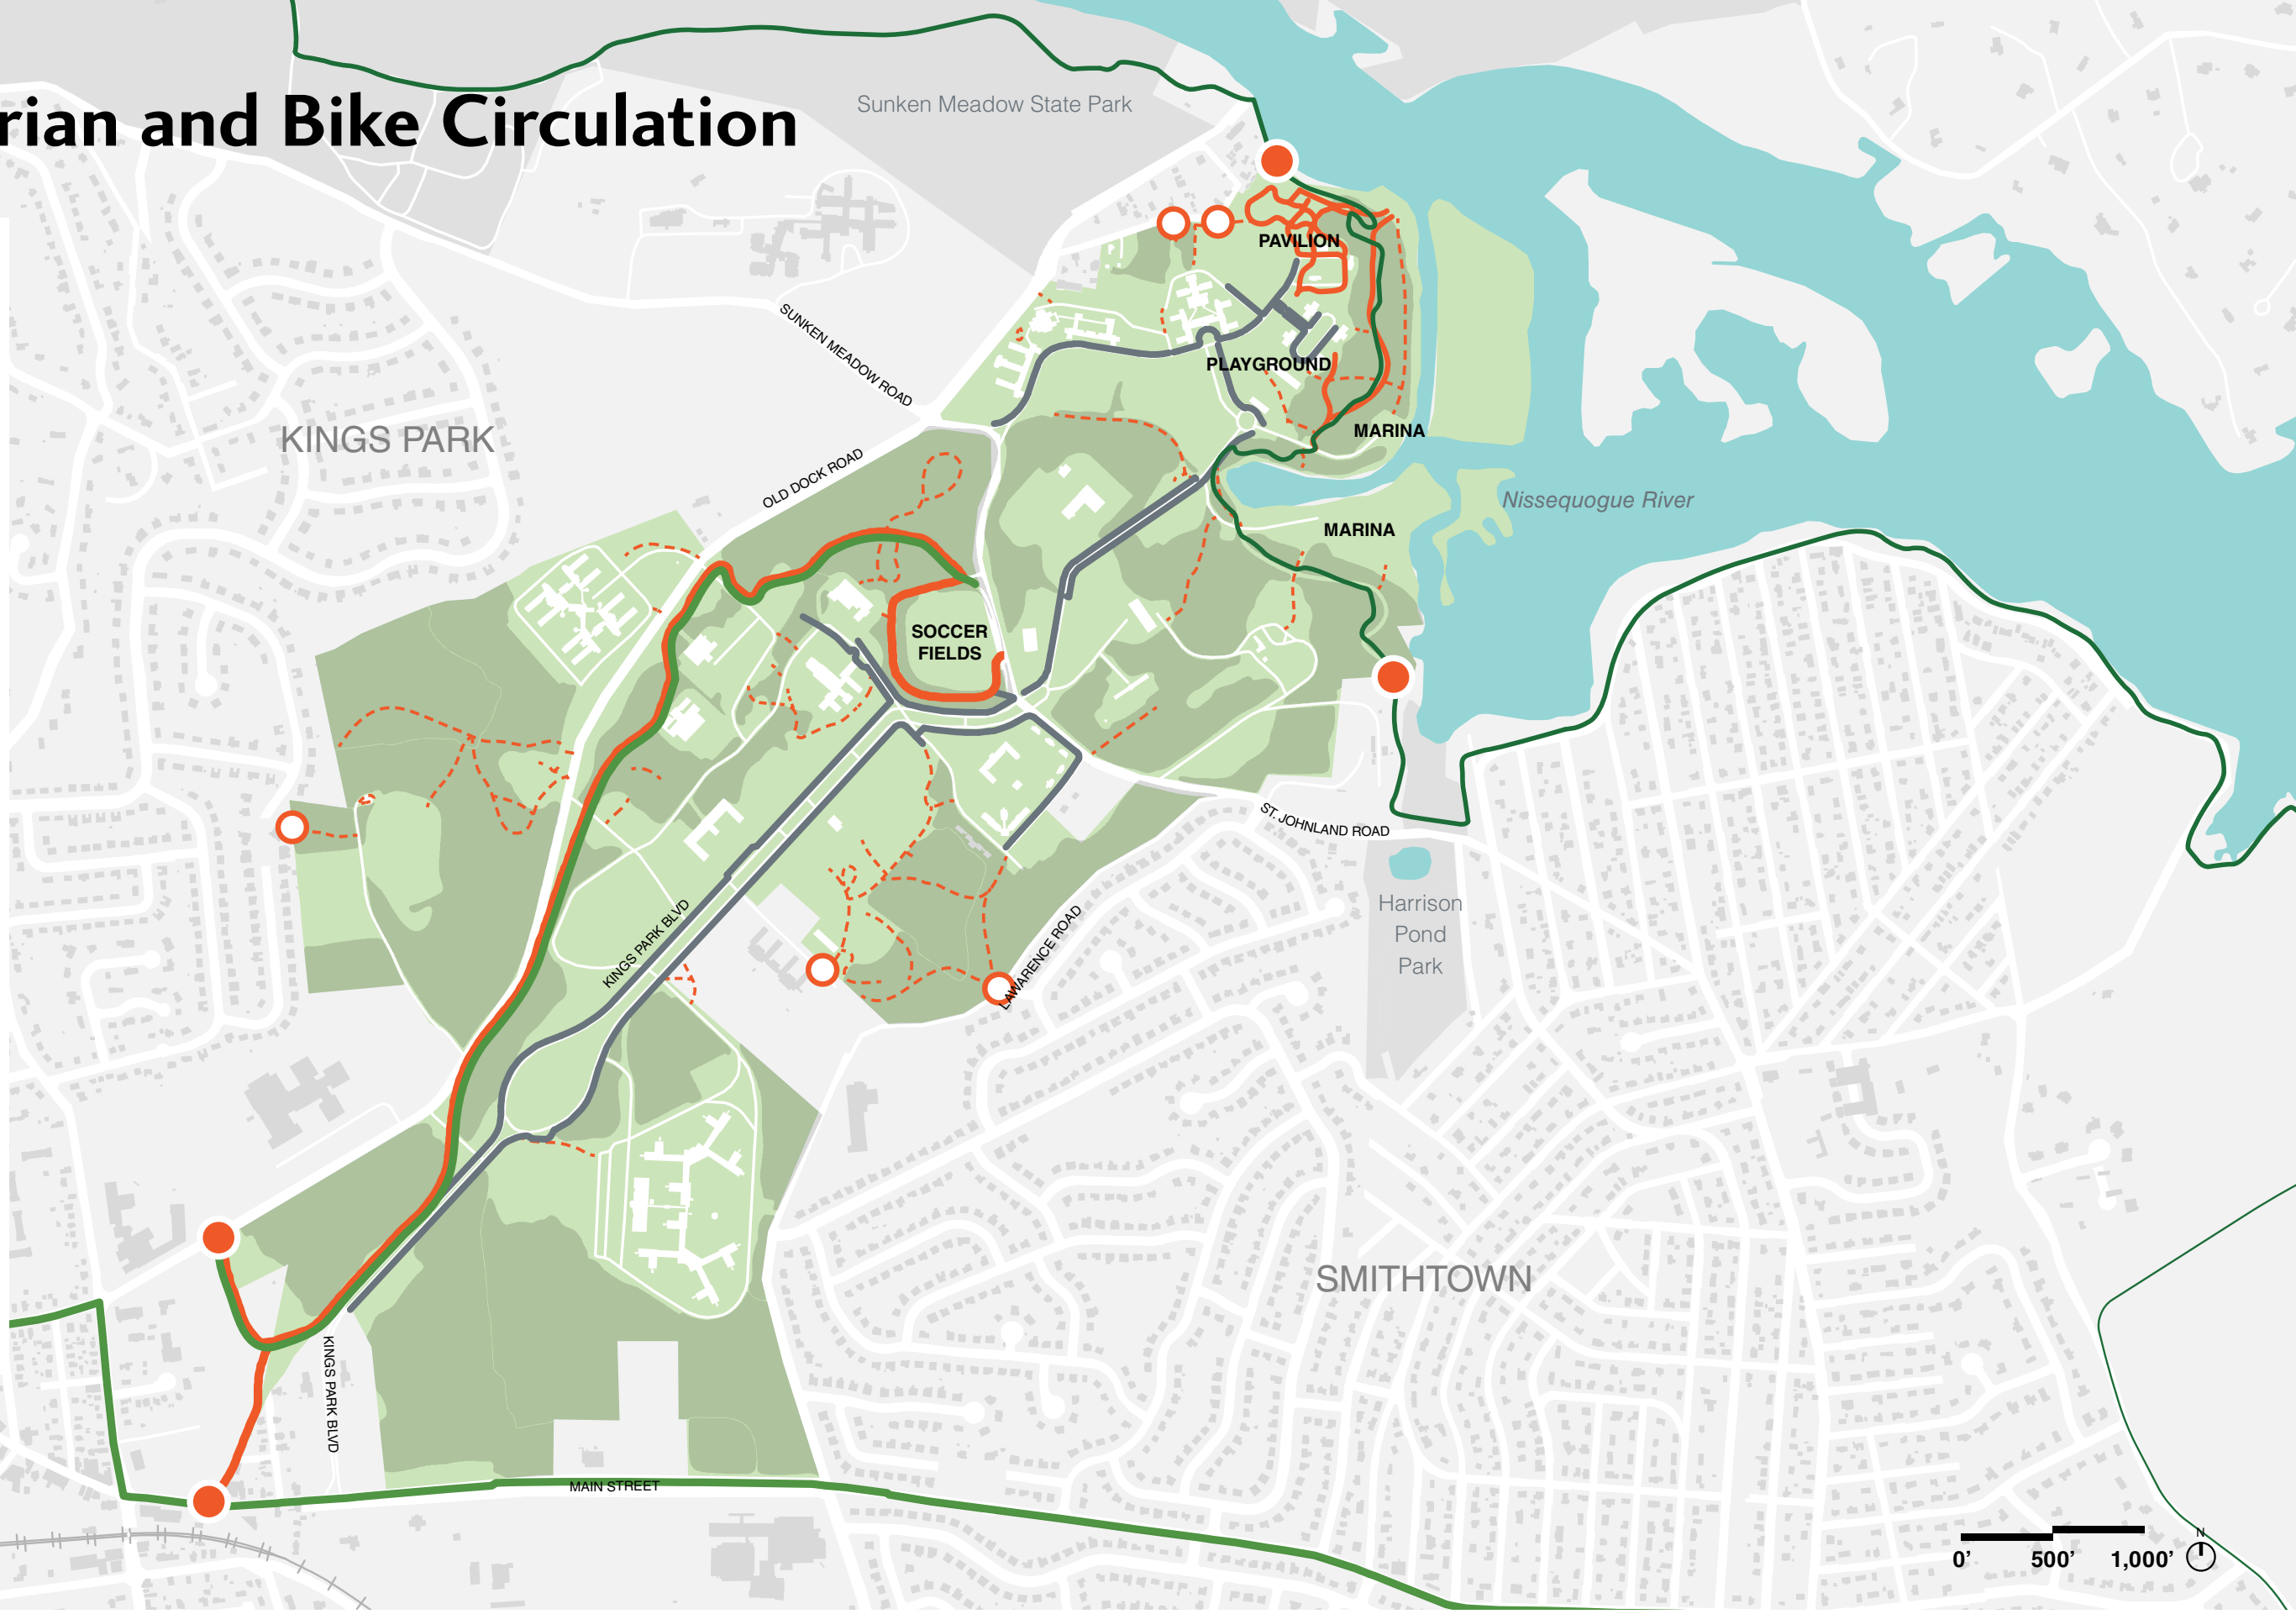 Sunken Meadow State Park
rian and Bike Circulation
PAVILION
SUNKEN MEADOW ROAD
PLAYGROUND
KINGS PARK
MARINA
OLD DOCK ROAD
Nissequogue River
MARINA
SOCCER
FIELDS
ST. JOHNLAND ROAD
Harrison
Pond
Park
KINGS PARK BLVD
LAWARENCE ROAD
SMITHTOWN
KINGS PARK BLVD
MAIN STREET
N
0' 500' 1,000'